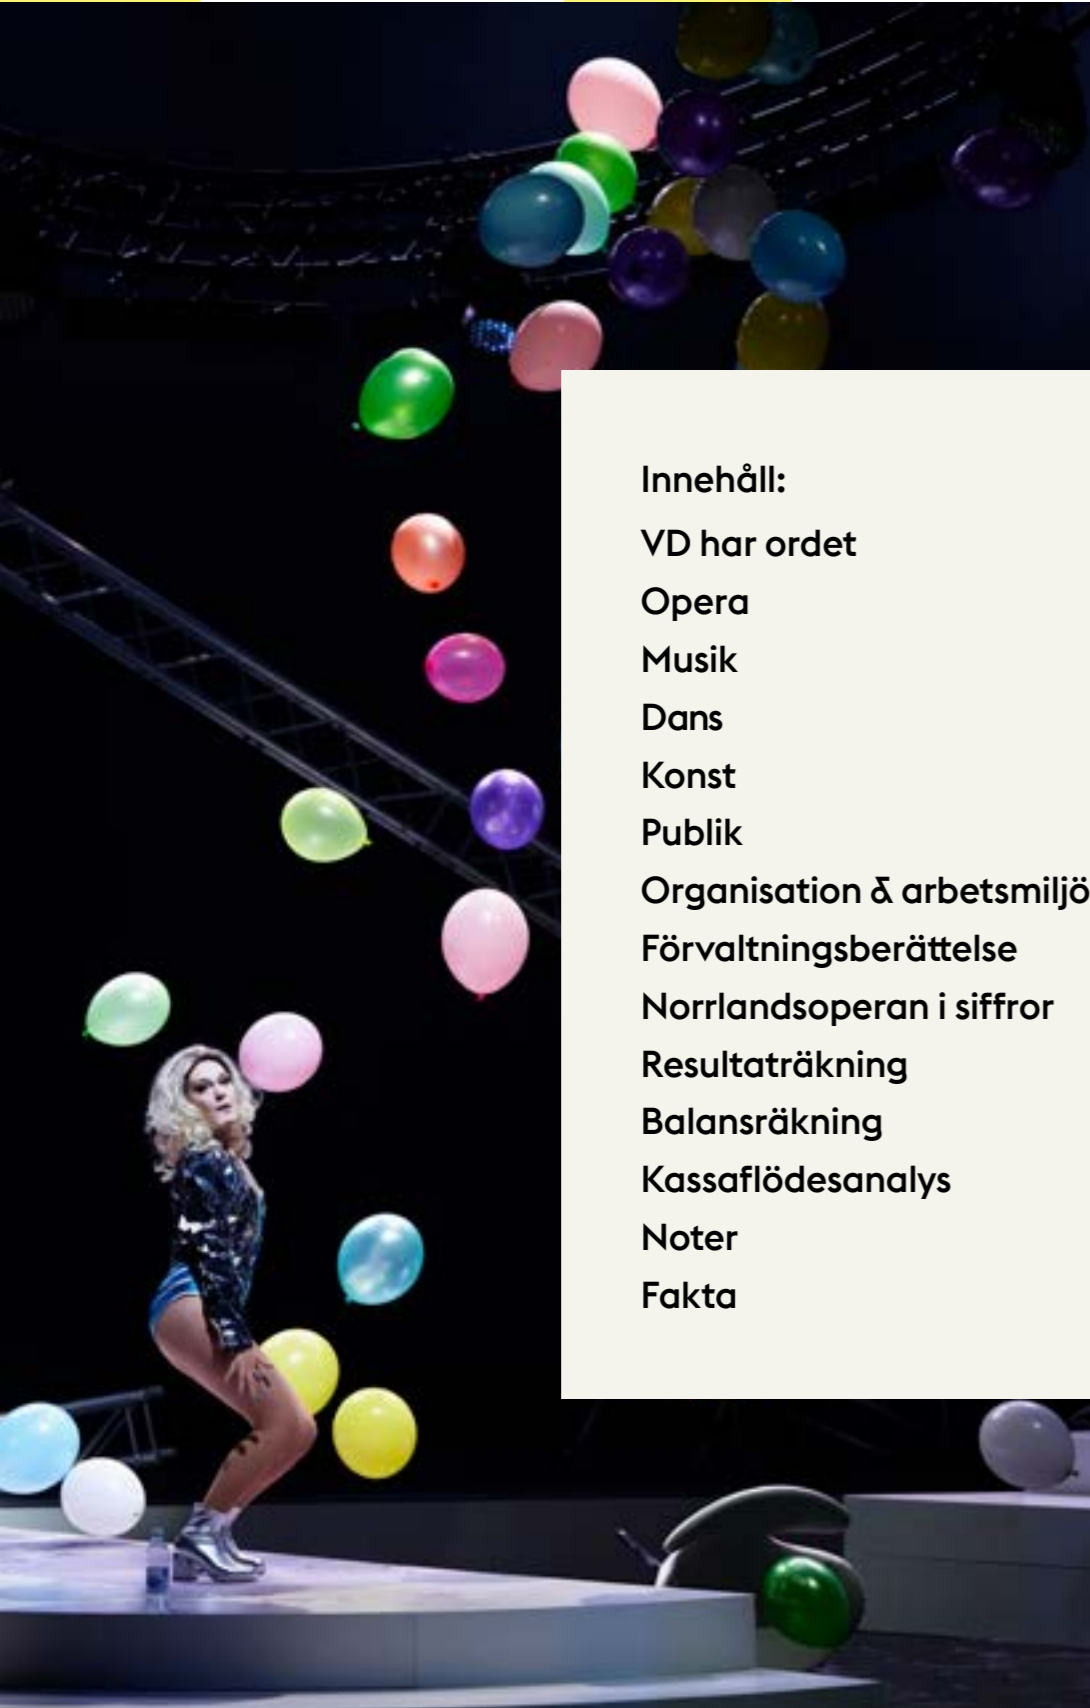 Innehåll:
VD har ordet
Opera
Musik
Dans
Konst
Publik
Organisation & arbetsmiljö
Förvaltningsberättelse
Norrlandsoperan i siffror
Resultaträkning
Balansräkning
Kassaflödesanalys
Noter
Fakta